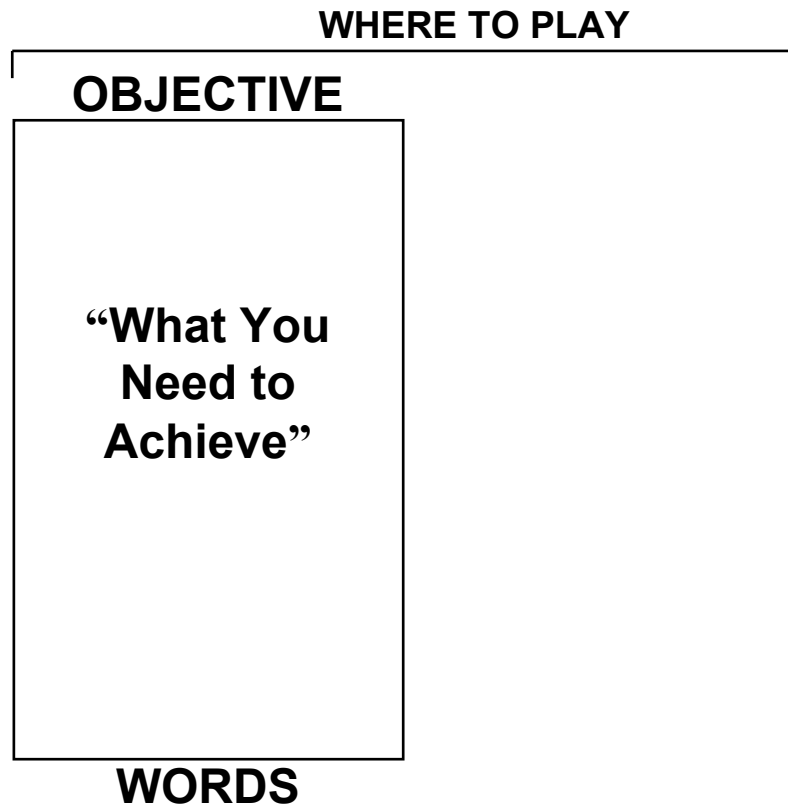 WHERE TO PLAY
OBJECTIVE
“What You
Need to
Achieve”
WORDS